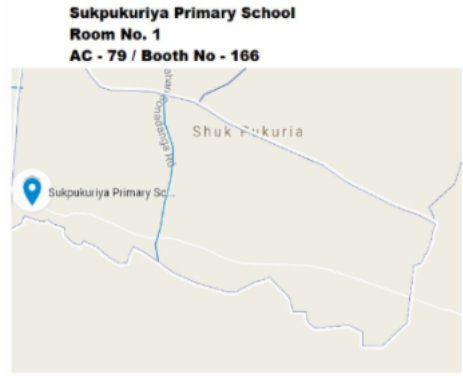 Sukpukuriya Primary School
Room No. 1
AC - 79 / Booth No - 166
Shuk Pukuria
Sukpukuriya Primary Sc...